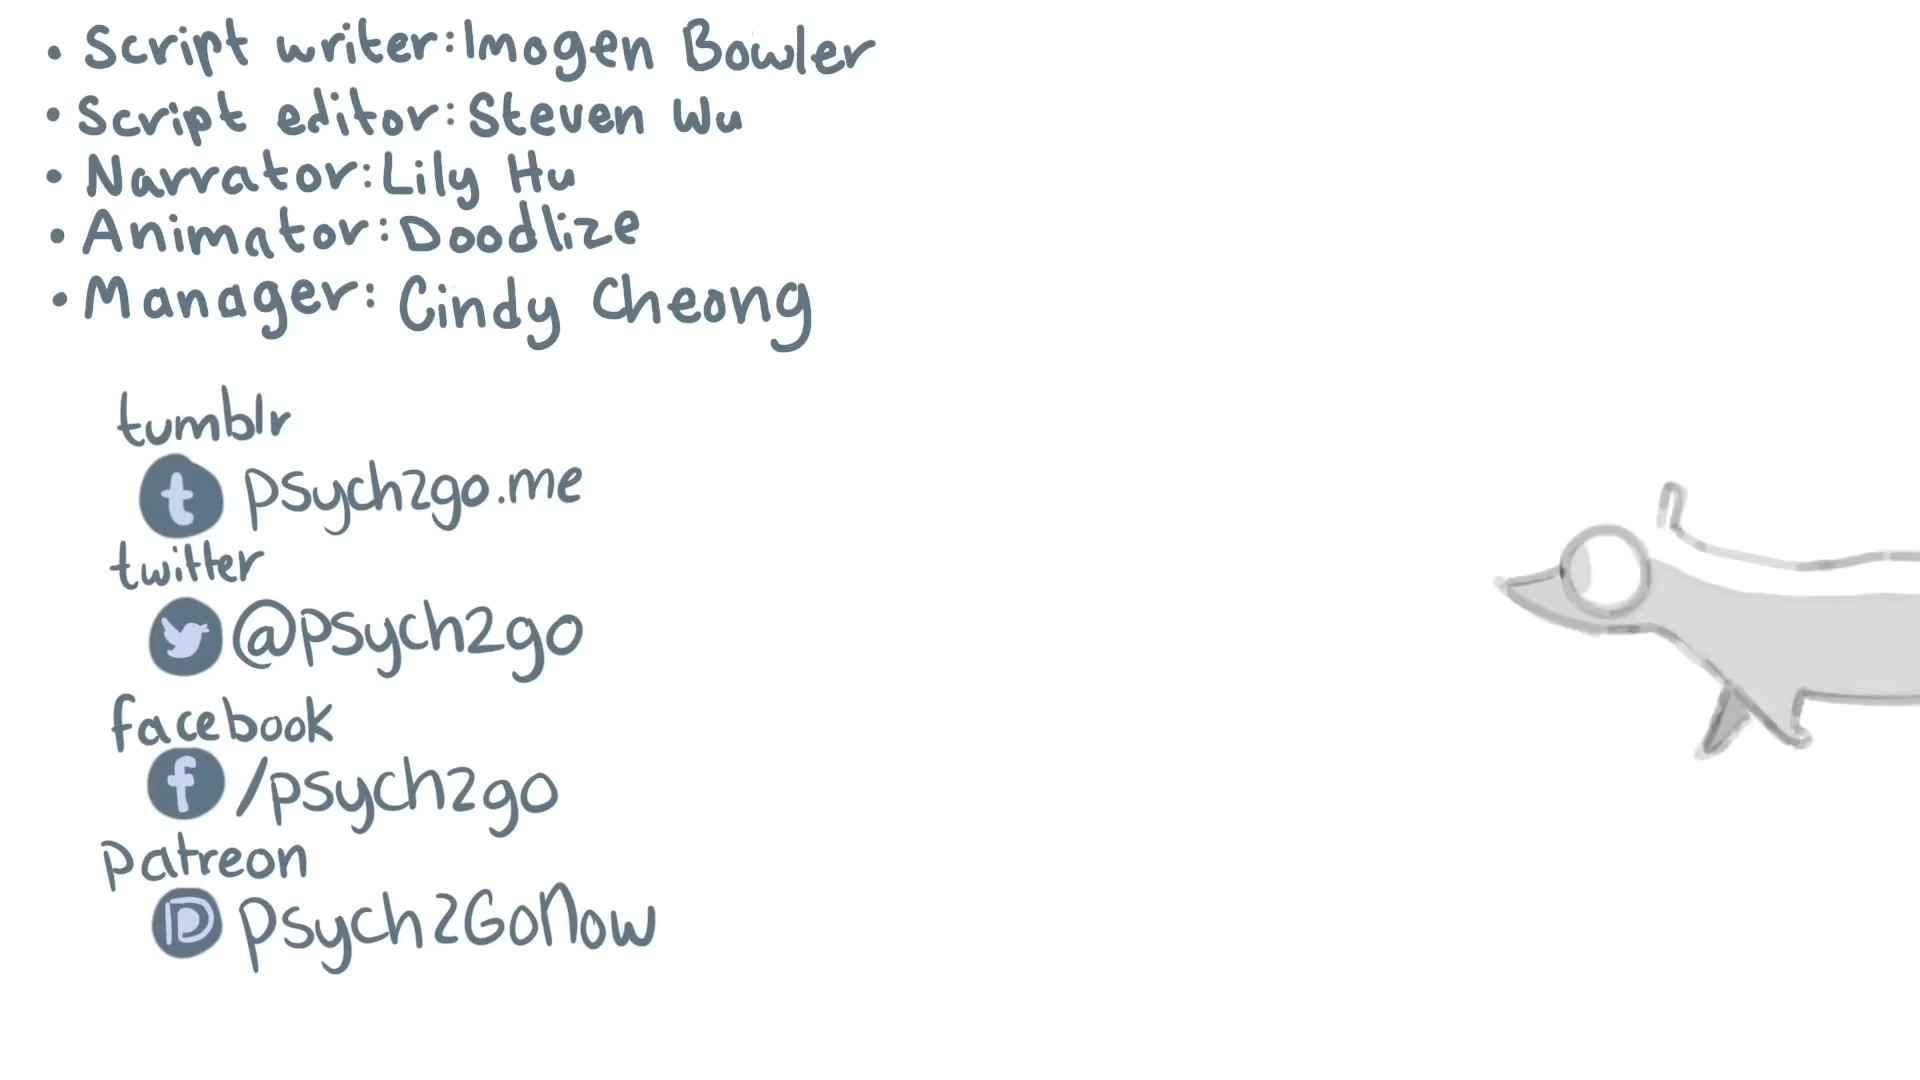 • Script writer:Imogen Bowler
• Script editor:Steven Wu
• Narrator:Lily Hu
• Animator:Doodlize
• Manager: Cindy Cheong
tumblr
t psych2go.me
twitter
@psych2go
facebook
f /psych2go
patreon
P psych2GoNow